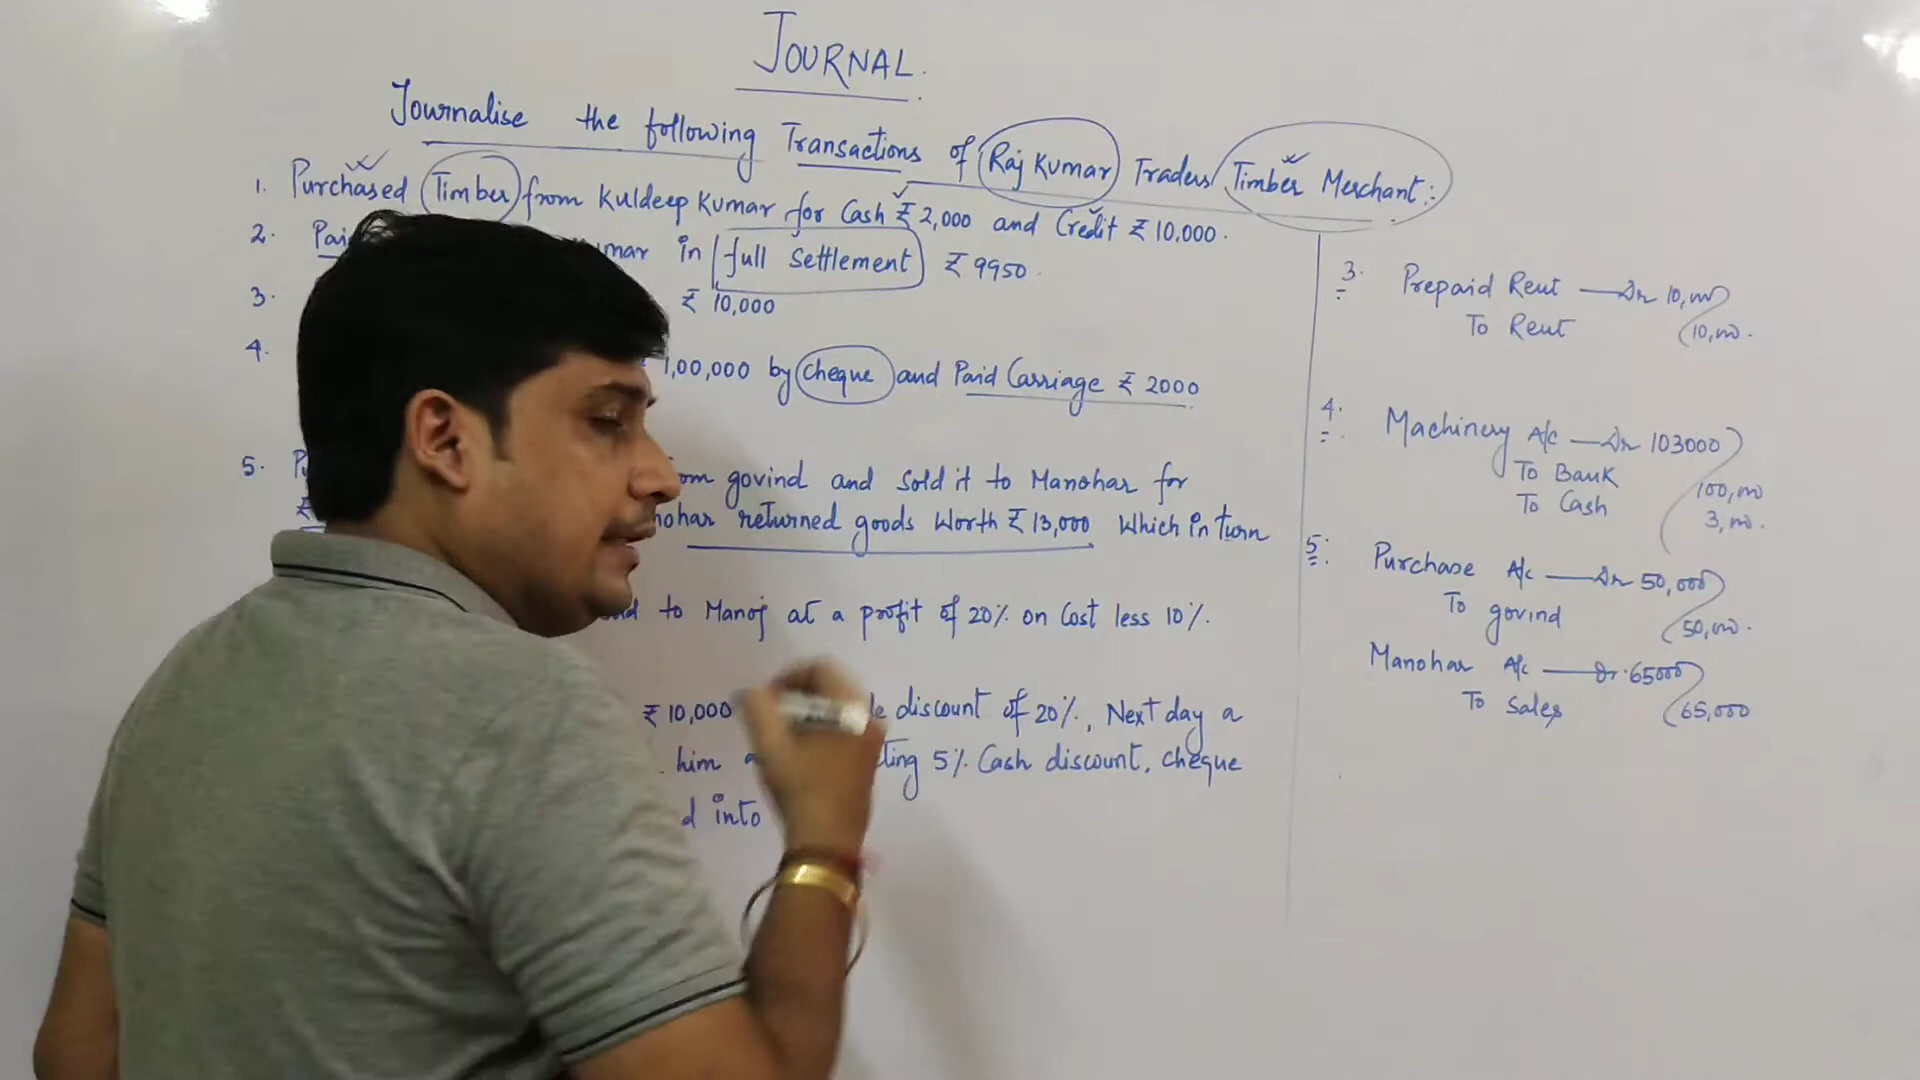 JOURNAL.
Journalise the following Transactions of Raj Kumar Traders Timber Merchant:-
1. Purchased Timber from Kuldeep Kumar for Cash ₹ 2,000 and Credit ₹ 10,000.
2. in full Settlement ₹ 9950.
3. ₹ 10,000
4. 1,00,000 by cheque and Paid Carriage ₹ 2000
5. govind and Sold it to Manohar for
returned goods Worth ₹ 13,000 Which in turn
to Manoj at a profit of 20% on Cost less 10%.
₹ 10,000 discount of 20%, Next day a
him 5% Cash discount, cheque
into
3. Prepaid Rent — Dr 10,000
To Rent 10,000.
4. Machinery A/c — Dr 103000
To Bank 100,000
To Cash 3,000.
5. Purchase A/c — Dr 50,000
To govind 50,000.
Manohar A/c — Dr. 65000
To Sales 65,000